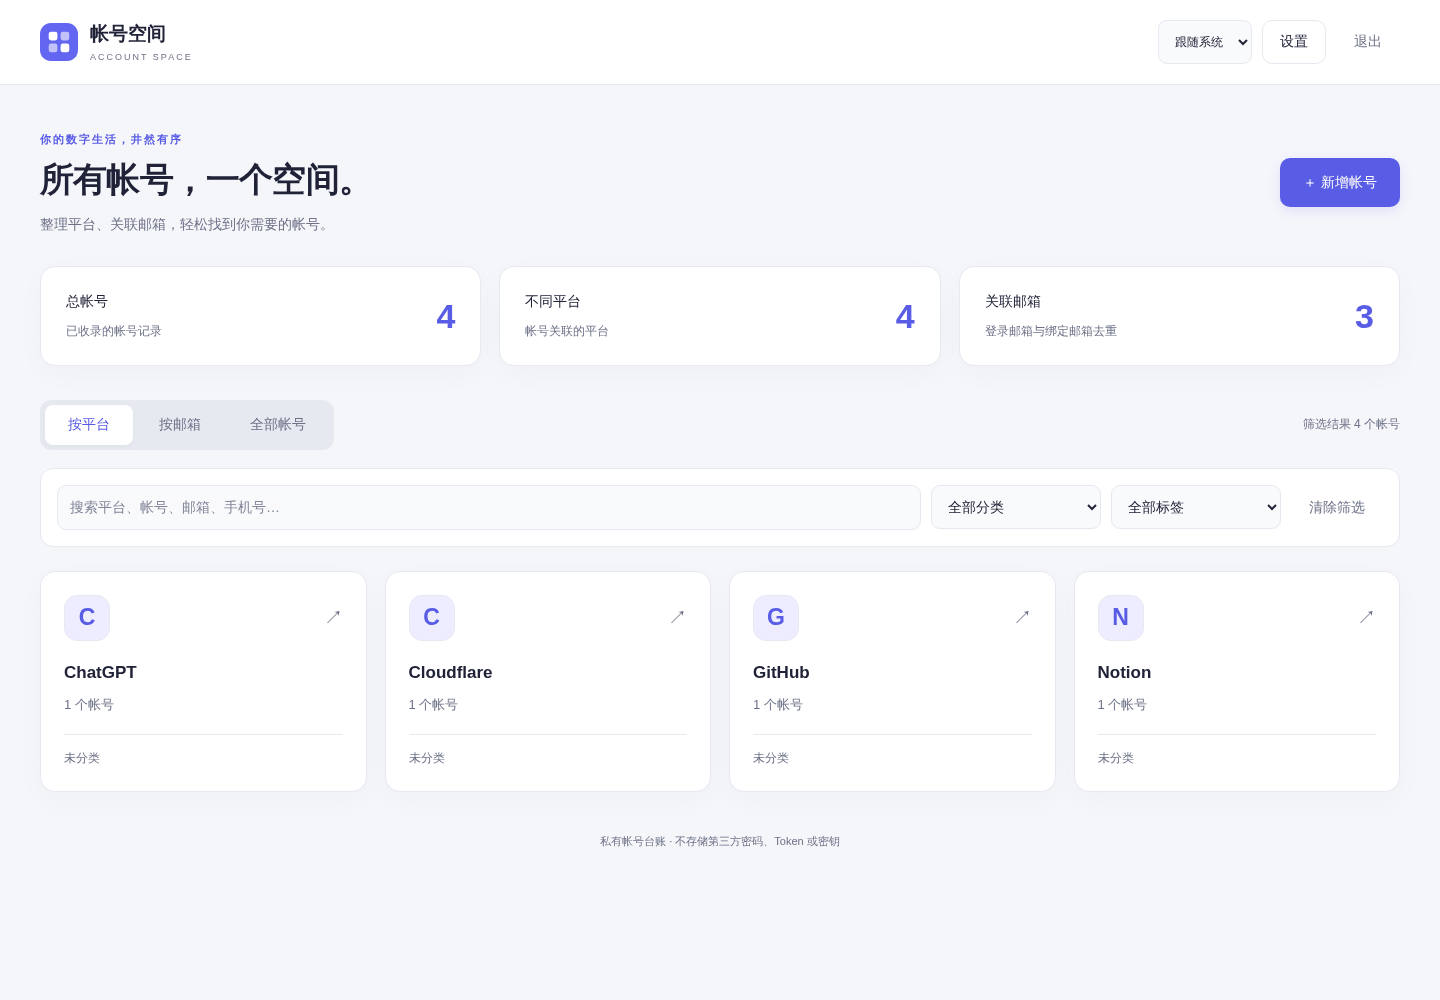 帐号空间
ACCOUNT SPACE
跟随系统
设置
退出
你的数字生活，井然有序
所有帐号，一个空间。
整理平台、关联邮箱，轻松找到你需要的帐号。
＋ 新增帐号
总帐号
已收录的帐号记录
4
不同平台
帐号关联的平台
4
关联邮箱
登录邮箱与绑定邮箱去重
3
按平台
按邮箱
全部帐号
筛选结果 4 个帐号
搜索平台、帐号、邮箱、手机号…
全部分类
全部标签
清除筛选
C
ChatGPT
1 个帐号
未分类
C
Cloudflare
1 个帐号
未分类
G
GitHub
1 个帐号
未分类
N
Notion
1 个帐号
未分类
私有帐号台账 · 不存储第三方密码、Token 或密钥